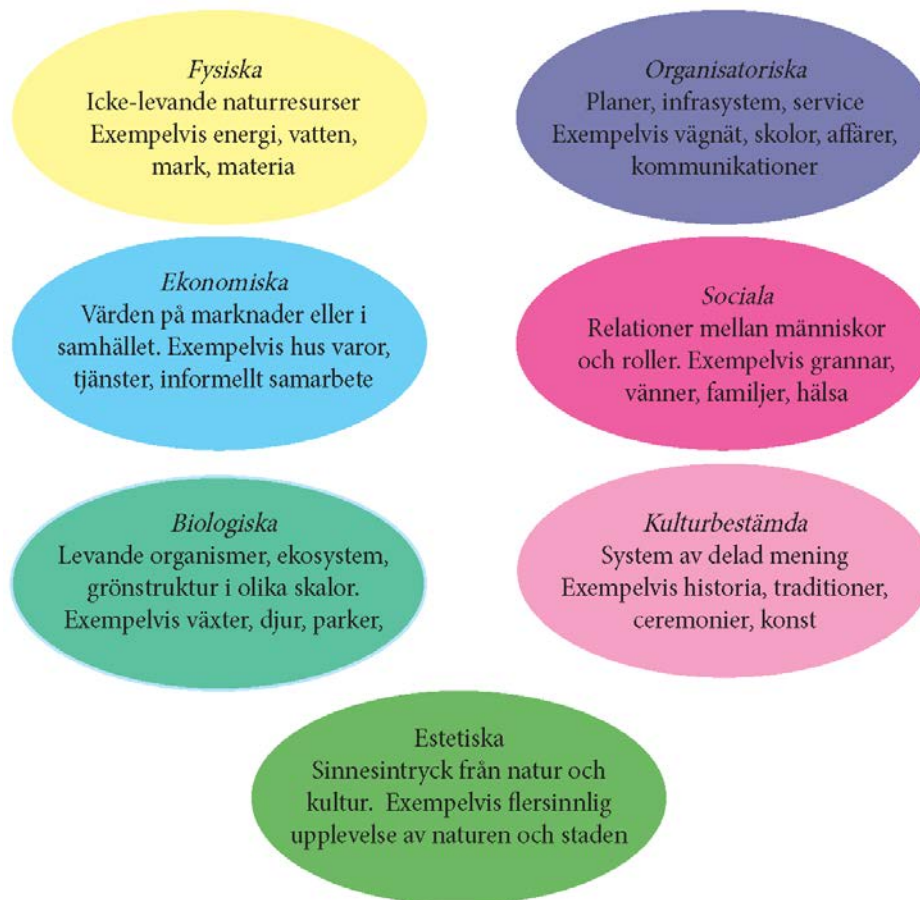 Fysiska
Icke-levande naturresurser
Exempelvis energi, vatten,
mark, materia
Organisatoriska
Planer, infrasystem, service
Exempelvis vägnät, skolor, affärer,
kommunikationer
Ekonomiska
Värden på marknader eller i
samhället. Exempelvis hus varor,
tjänster, informellt samarbete
Sociala
Relationer mellan människor
och roller. Exempelvis grannar,
vänner, familjer, hälsa
Biologiska
Levande organismer, ekosystem,
grönstruktur i olika skalor.
Exempelvis växter, djur, parker,
Kulturbestämda
System av delad mening
Exempelvis historia, traditioner,
ceremonier, konst
Estetiska
Sinnesintryck från natur och
kultur.  Exempelvis flersinnlig
upplevelse av naturen och staden